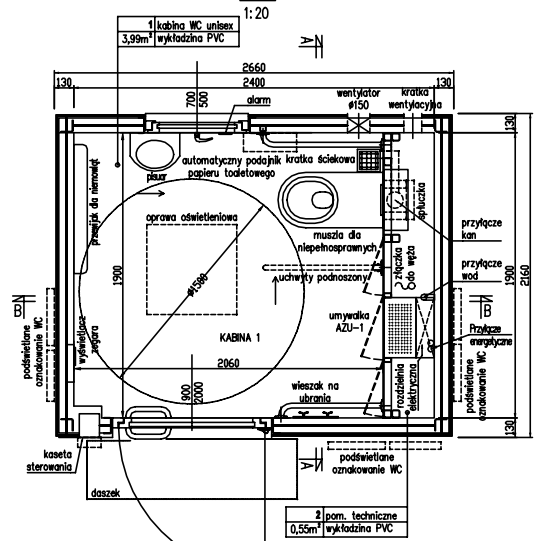 1:20
1 kabina WC unisex
3,99m² wykładzina PVC
A
2660
130
2400
130
wentylator
ø150
kratka
wentylacyjna
700
500
alarm
130
automatyczny podajnik
papieru toaletowego
kratka ściekowa
pisuar
przewijak dla niemowląt
oprawa oświetleniowa
spłuczka
muszla dla
niepełnosprawnych
przyłącze
kan
złączka
do węża
przyłącze
wod
uchwyty podnoszony
1900
ø1500
1900
2160
B
B
umywalka
AZU-1
Przyłącze
energetyczne
KABINA 1
wyświetlacz
zegara
podświetlane
oznakowanie WC
2060
900
2000
wieszak na
ubrania
rozdzielnia
elektryczna
podświetlane
oznakowanie WC
130
kaseta
sterowania
daszek
A
podświetlane
oznakowanie WC
2 pom. techniczne
0,55m² wykładzina PVC